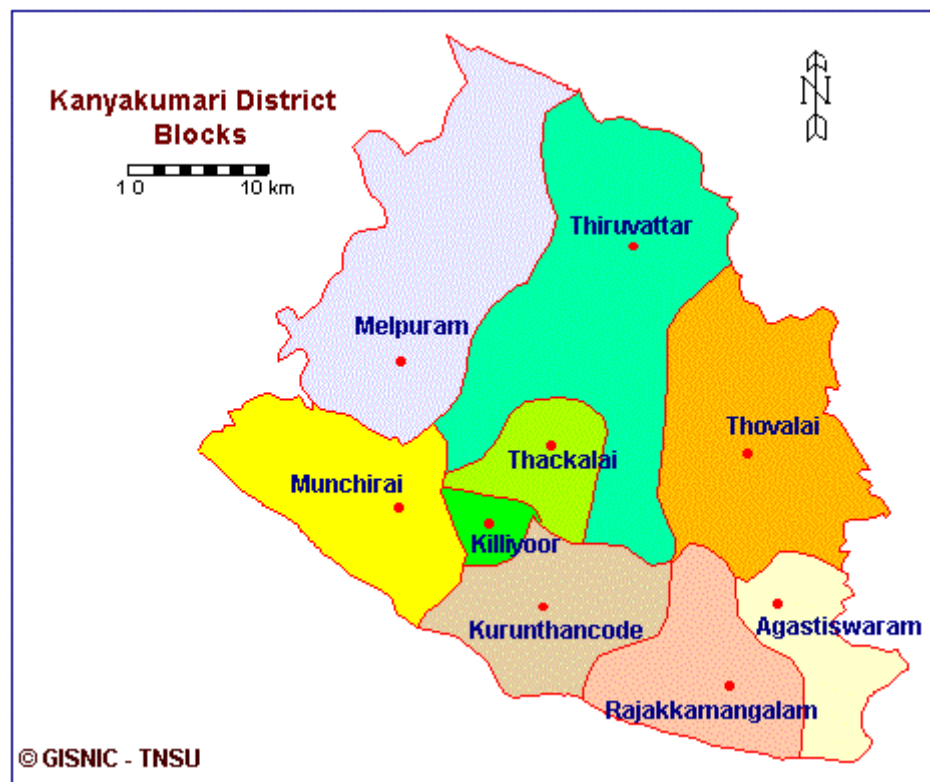 Kanyakumari District
Blocks
1 0 10 km
N
Thiruvattar
Melpuram
Thovalai
Thackalai
Munchirai
Killiyoor
Kurunthancode
Agastiswaram
Rajakkamangalam
© GISNIC - TNSU